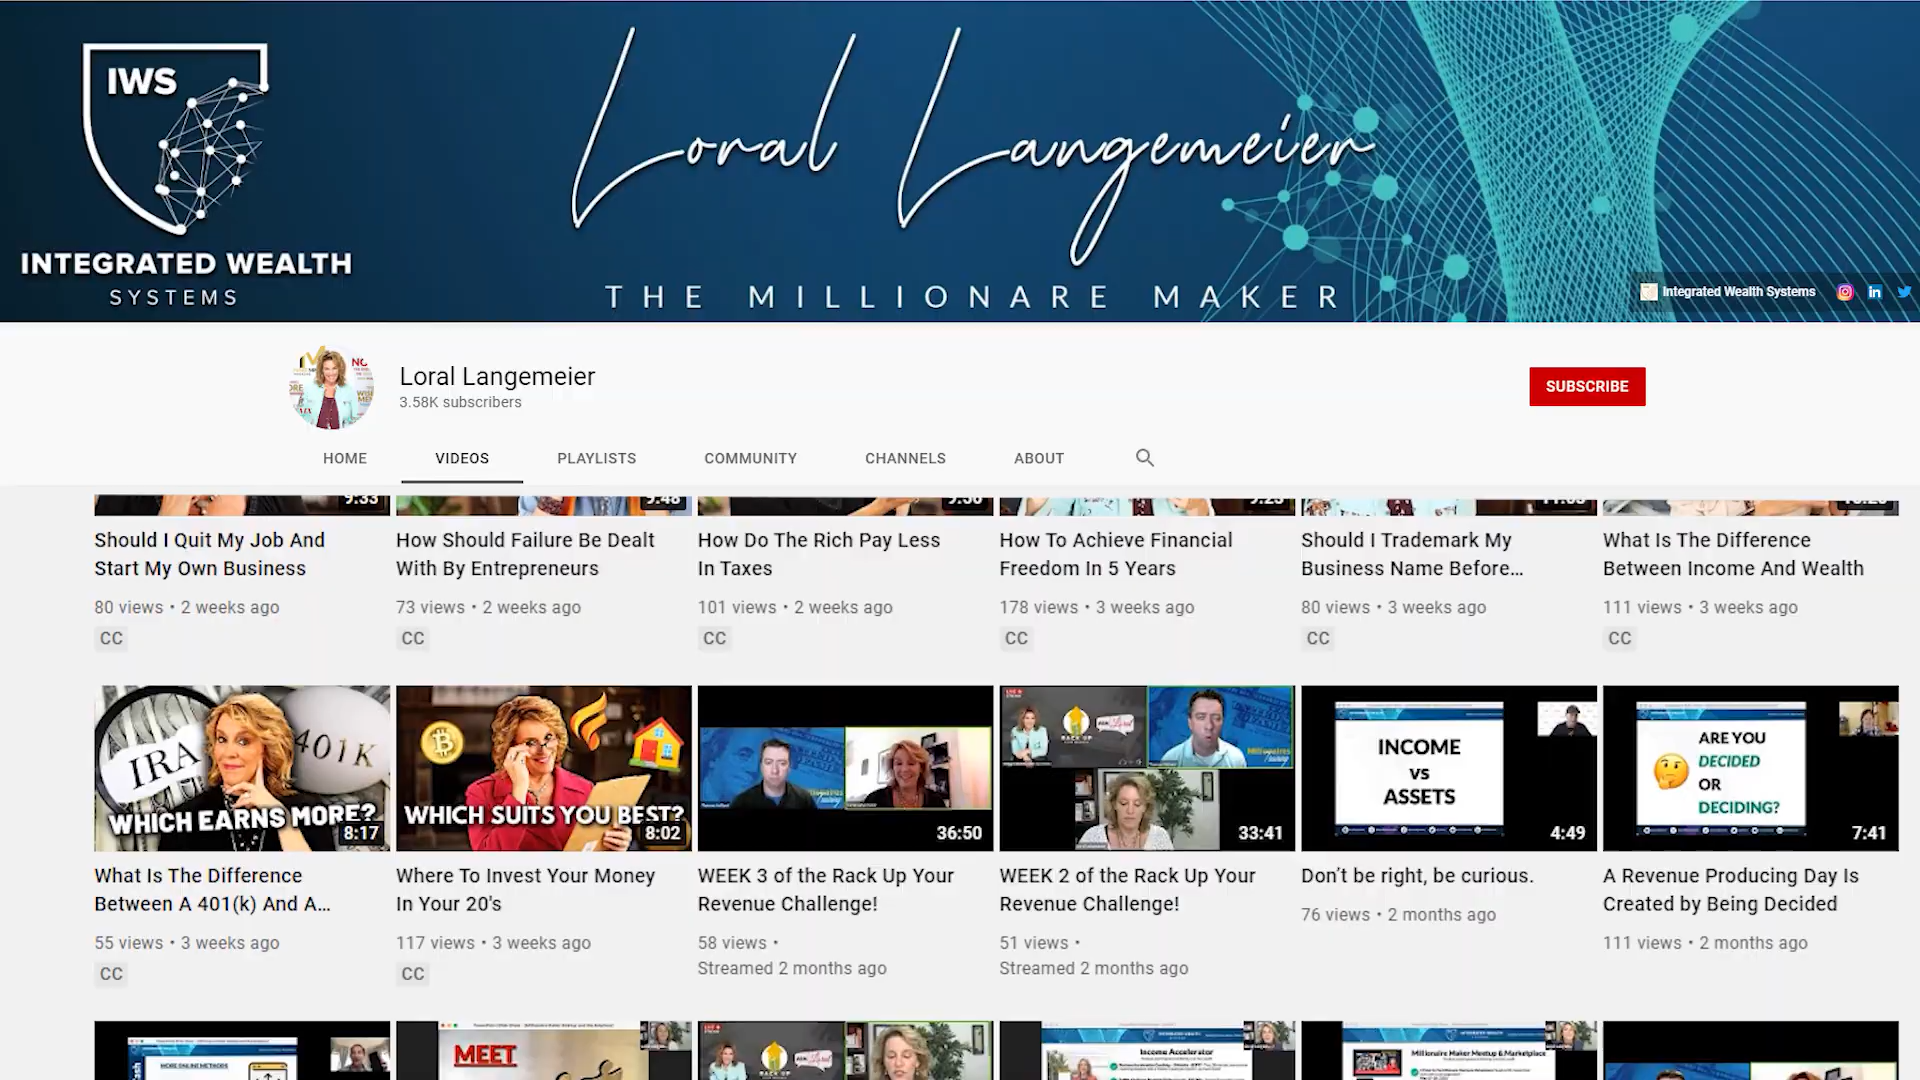 IWS
INTEGRATED WEALTH
SYSTEMS
Loral Langemeier
THE MILLIONARE MAKER
Integrated Wealth Systems
Loral Langemeier
3.58K subscribers
SUBSCRIBE
HOME
VIDEOS
PLAYLISTS
COMMUNITY
CHANNELS
ABOUT
Should I Quit My Job And
Start My Own Business
80 views • 2 weeks ago
CC
How Should Failure Be Dealt
With By Entrepreneurs
73 views • 2 weeks ago
CC
How Do The Rich Pay Less
In Taxes
101 views • 2 weeks ago
CC
How To Achieve Financial
Freedom In 5 Years
178 views • 3 weeks ago
CC
Should I Trademark My
Business Name Before...
80 views • 3 weeks ago
CC
What Is The Difference
Between Income And Wealth
111 views • 3 weeks ago
CC
IRA
401K
WHICH EARNS MORE?
8:17
What Is The Difference
Between A 401(k) And A...
55 views • 3 weeks ago
CC
WHICH SUITS YOU BEST?
8:02
Where To Invest Your Money
In Your 20's
117 views • 3 weeks ago
CC
36:50
WEEK 3 of the Rack Up Your
Revenue Challenge!
58 views •
Streamed 2 months ago
RACK UP
33:41
WEEK 2 of the Rack Up Your
Revenue Challenge!
51 views •
Streamed 2 months ago
INCOME
vs
ASSETS
4:49
Don't be right, be curious.
76 views • 2 months ago
ARE YOU
DECIDED
OR
DECIDING?
7:41
A Revenue Producing Day Is
Created by Being Decided
111 views • 2 months ago
MORE ONLINE METHODS
MEET
RACK UP
Income Accelerator
Millionaire Maker Meetup & Marketplace